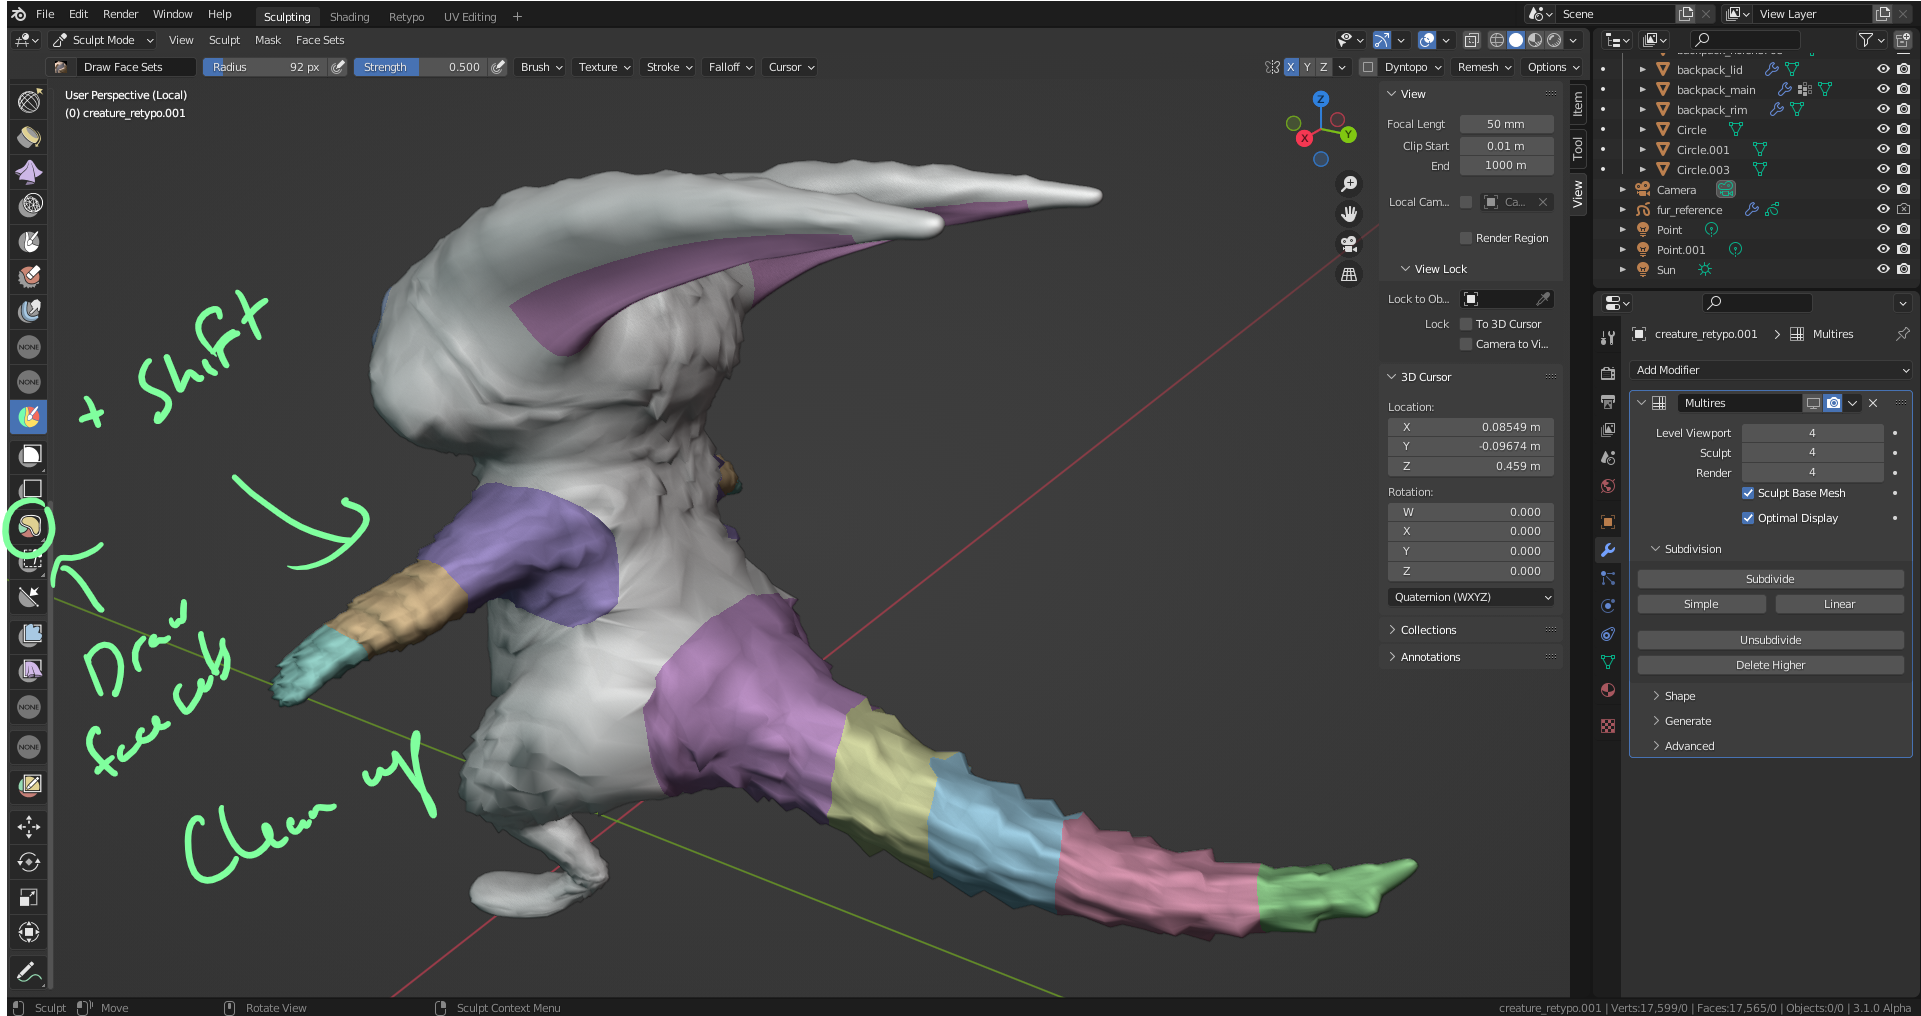 File Edit Render Window Help Sculpting Shading Retypo UV Editing + Scene View Layer
Sculpt Mode View Sculpt Mask Face Sets
Draw Face Sets Radius 92 px Strength 0.500 Brush Texture Stroke Falloff Cursor X Y Z Dyntopo Remesh Options
User Perspective (Local)
(0) creature_retypo.001
Z
Y
X
NONE
NONE
NONE
NONE
+ Shift
Draw
face sets
Clean up
View
Focal Lengt 50 mm
Clip Start 0.01 m
End 1000 m
Local Cam... Ca...
Render Region
View Lock
Lock to Ob...
Lock To 3D Cursor
Camera to Vi...
3D Cursor
Location:
X 0.08549 m
Y -0.09674 m
Z 0.459 m
Rotation:
W 0.000
X 0.000
Y 0.000
Z 0.000
Quaternion (WXYZ)
Collections
Annotations
Item
Tool
View
backpack_lid
backpack_main
backpack_rim
Circle
Circle.001
Circle.003
Camera
fur_reference
Point
Point.001
Sun
creature_retypo.001 > Multires
Add Modifier
Multires
Level Viewport 4
Sculpt 4
Render 4
Sculpt Base Mesh
Optimal Display
Subdivision
Subdivide
Simple Linear
Unsubdivide
Delete Higher
Shape
Generate
Advanced
Sculpt Move Rotate View Sculpt Context Menu creature_retypo.001 | Verts:17,599/0 | Faces:17,565/0 | Objects:0/0 | 3.1.0 Alpha